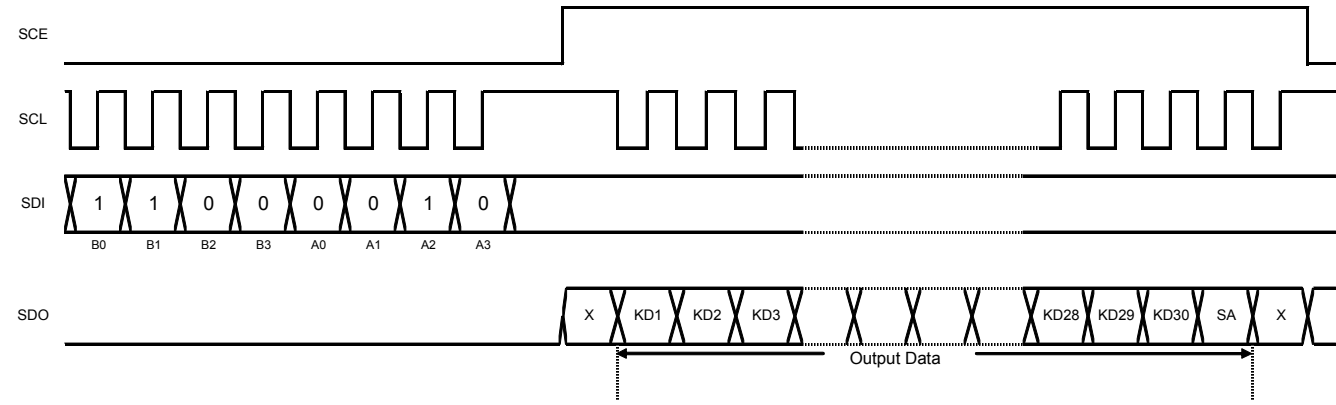 SCE
SCL
SDI 1 1 0 0 0 0 1 0
B0 B1 B2 B3 A0 A1 A2 A3
SDO X KD1 KD2 KD3 KD28 KD29 KD30 SA X
Output Data